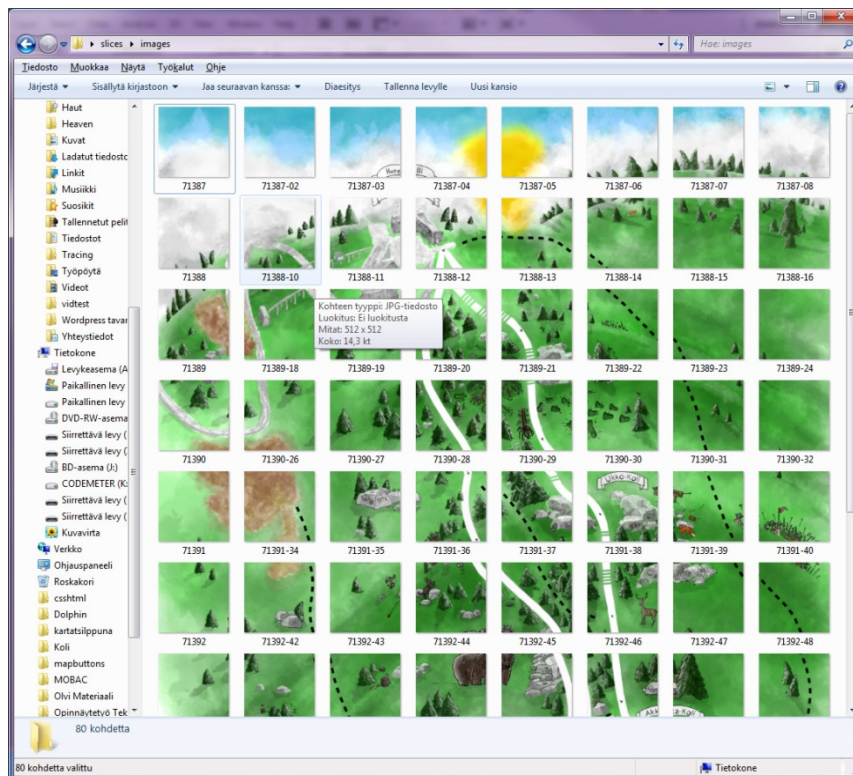 slices ▸ images
Hae: images
Tiedosto Muokkaa Näytä Työkalut Ohje
Järjestä Sisällytä kirjastoon Jaa seuraavan kanssa: Diaesitys Tallenna levylle Uusi kansio
Haut
Heaven
Kuvat
Ladatut tiedosto
Linkit
Musiikki
Suosikit
Tallennetut pelit
Tiedostot
Tracing
Työpöytä
Videot
vidtest
Wordpress tavar
Yhteystiedot
Tietokone
Levykeasema (A
Paikallinen levy
Paikallinen levy
DVD-RW-asema
Siirrettävä levy (
Siirrettävä levy (
BD-asema (J:)
CODEMETER (K:
Siirrettävä levy (
Siirrettävä levy (
Kuvavirta
Verkko
Ohjauspaneeli
Roskakori
csshtml
Dolphin
kartatsilppuna
Koli
mapbuttons
MOBAC
Olvi Materiaali
Opinnäytetyö Tek
71387 71387-02 71387-03 71387-04 71387-05 71387-06 71387-07 71387-08
71388 71388-10 71388-11 71388-12 71388-13 71388-14 71388-15 71388-16
Kohteen tyyppi: JPG-tiedosto
Luokitus: Ei luokitusta
Mitat: 512 x 512
Koko: 14,3 kt
71389 71389-18 71389-19 71389-20 71389-21 71389-22 71389-23 71389-24
71390 71390-26 71390-27 71390-28 71390-29 71390-30 71390-31 71390-32
Ukko-Koli
71391 71391-34 71391-35 71391-36 71391-37 71391-38 71391-39 71391-40
71392 71392-42 71392-43 71392-44 71392-45 71392-46 71392-47 71392-48
80 kohdetta
80 kohdetta valittu
Tietokone